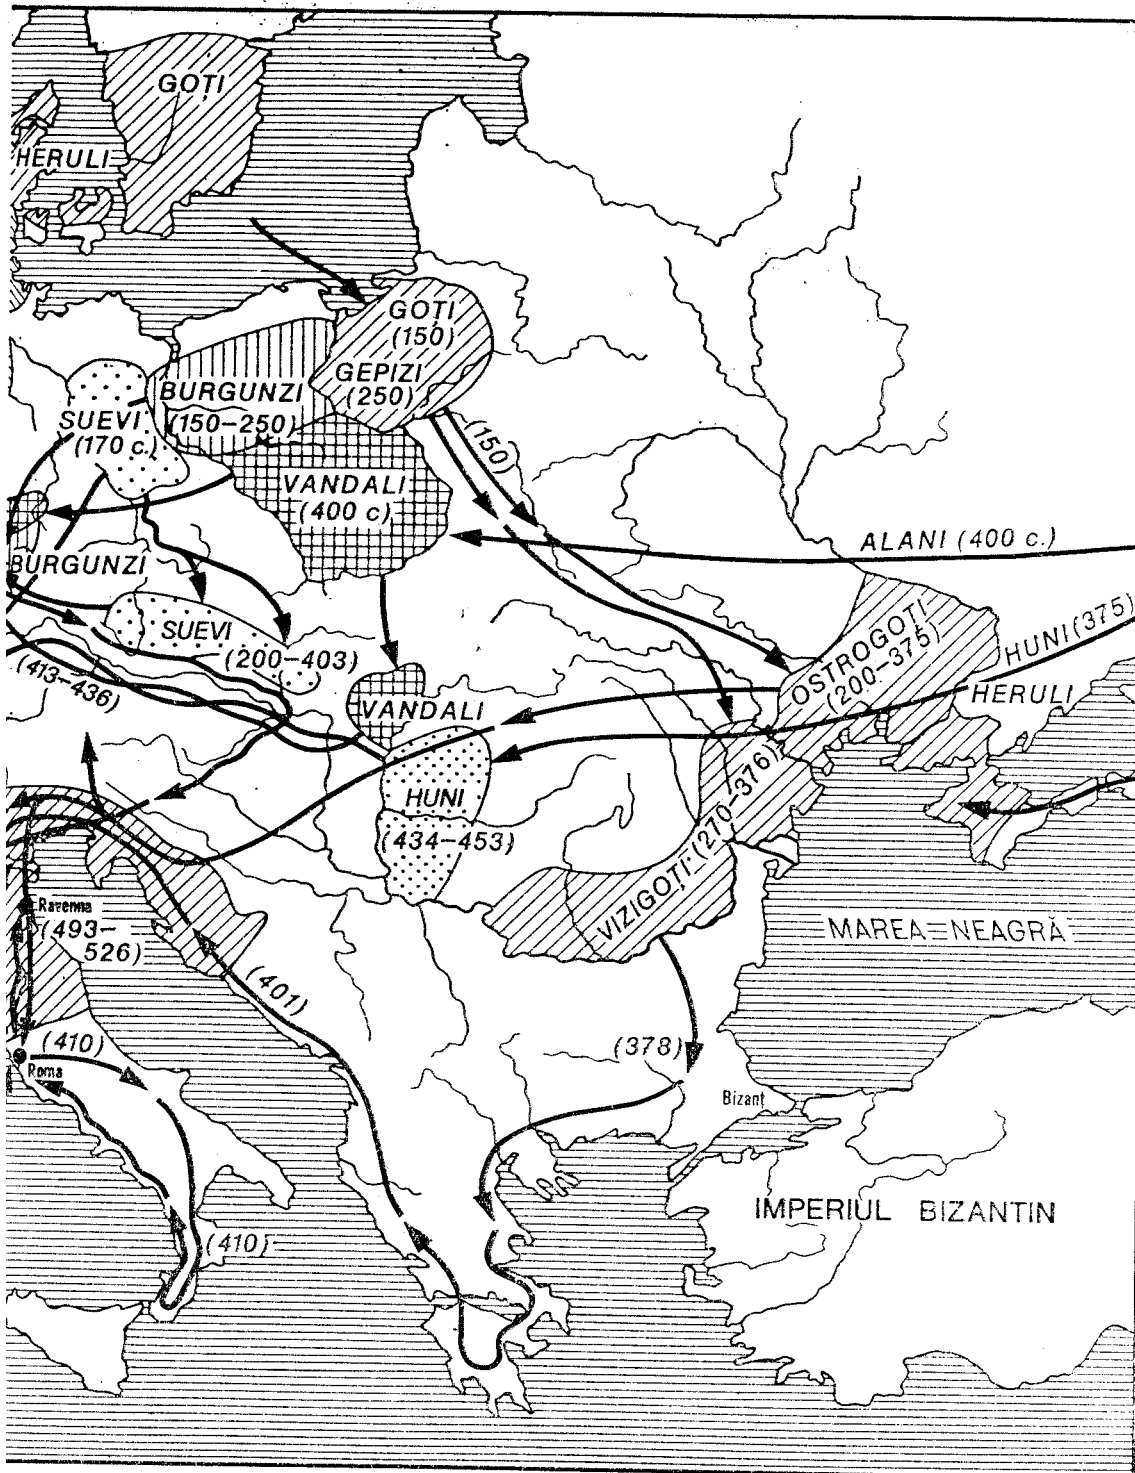 GOȚI
HERULI
GOȚI
(150)
GEPIZI
(250)
BURGUNZI
(150-250)
SUEVI
(170 c.)
(150)
VANDALI
(400 c)
ALANI (400 c.)
BURGUNZI
SUEVI
(200-403)
(413-436)
OSTROGOȚI
(200-375)
HUNI (375)
HERULI
VANDALI
HUNI
(434-453)
VIZIGOȚI (270-376)
Ravenna
(493-
526)
MAREA NEAGRĂ
(401)
(410)
Roma
(378)
Bizanț
IMPERIUL BIZANTIN
(410)